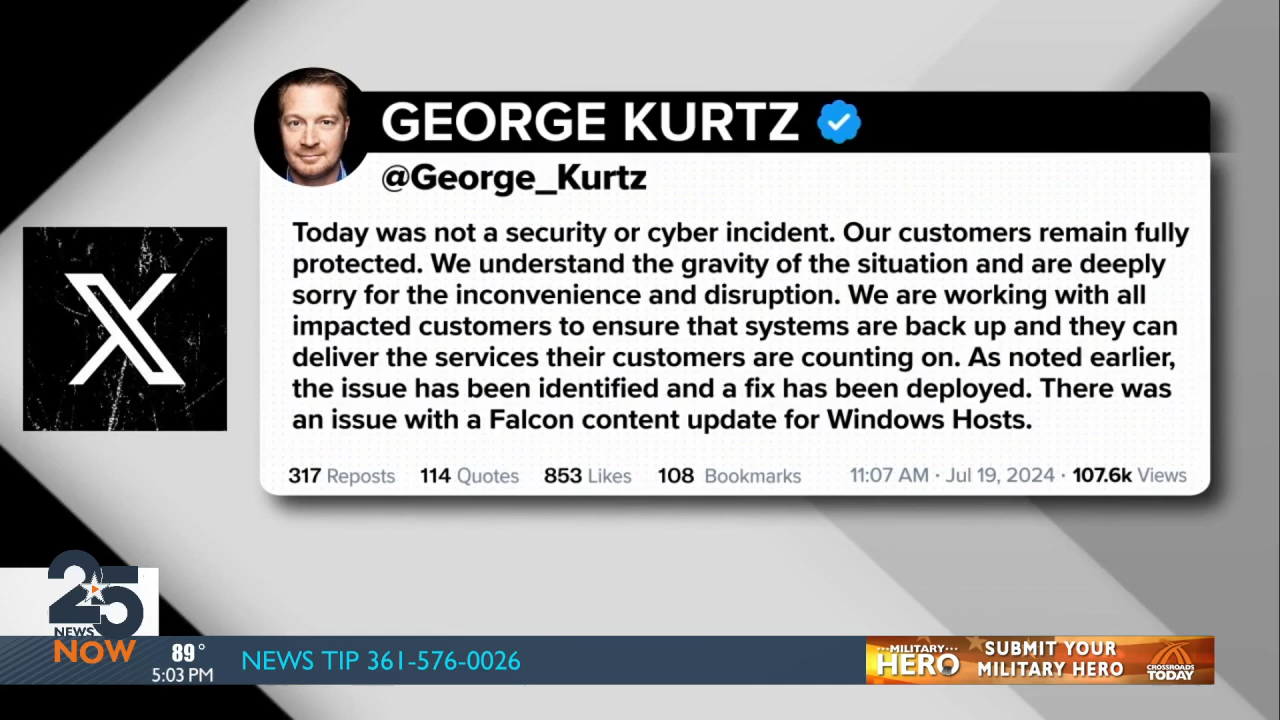 GEORGE KURTZ
@George_Kurtz
Today was not a security or cyber incident. Our customers remain fully
protected. We understand the gravity of the situation and are deeply
sorry for the inconvenience and disruption. We are working with all
impacted customers to ensure that systems are back up and they can
deliver the services their customers are counting on. As noted earlier,
the issue has been identified and a fix has been deployed. There was
an issue with a Falcon content update for Windows Hosts.
317 Reposts 114 Quotes 853 Likes 108 Bookmarks 11:07 AM · Jul 19, 2024 · 107.6k Views
X
25
NEWS
NOW
89°
5:03 PM
NEWS TIP 361-576-0026
MILITARY
HERO
SUBMIT YOUR
MILITARY HERO
CROSSROADS
TODAY